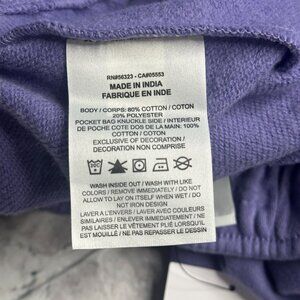 RN#56323 - CA#05553
MADE IN INDIA
FABRIQUE EN INDE
BODY / CORPS: 80% COTTON / COTON
20% POLYESTER
POCKET BAG KNUCKLE SIDE / INTERIEUR
DE POCHE COTE DOS DE LA MAIN: 100%
COTTON / COTON
EXCLUSIVE OF DECORATION /
DECORATION NON COMPRISE
WASH INSIDE OUT / WASH WITH LIKE
COLORS / REMOVE IMMEDIATELY / DO NOT
ALLOW TO LAY ON ITSELF WHEN WET / DO
NOT IRON DESIGN
LAVER A L'ENVERS / LAVER AVEC COULEURS
SIMILAIRES / ENLEVER IMMÉDIATEMENT / NE
PAS LAISSER LE VÊTEMENT PLIÉ LORSQU'IL
EST MOUILLÉ / NE PAS REPASSER LE DESSIN